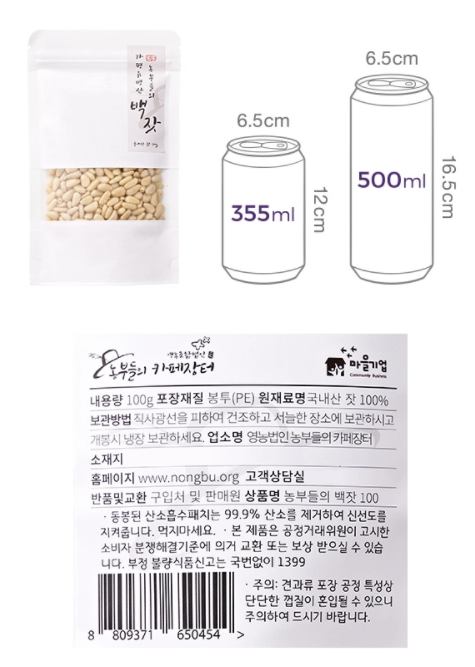 농부들의
백잣
6.5cm
6.5cm
355ml
12cm
500ml
16.5cm
농부들의 카페장터
마을기업
Community Business
내용량 100g 포장재질 봉투(PE) 원재료명국내산 잣 100%
보관방법 직사광선을 피하여 건조하고 서늘한 장소에 보관하시고
개봉시 냉장 보관하세요. 업소명 영농법인농부들의카페장터
소재지
홈페이지 www.nongbu.org 고객상담실
반품및교환 구입처 및 판매원 상품명 농부들의 백잣 100
· 동봉된 산소흡수패치는 99.9% 산소를 제거하여 신선도를
지켜줍니다. 먹지마세요. · 본 제품은 공정거래위원이 고시한
소비자 분쟁해결기준에 의거 교환 또는 보상 받으실 수 있습
니다. 부정 불량식품신고는 국번없이 1399
· 주의: 견과류 포장 공정 특성상
단단한 껍질이 혼입될 수 있으니
주의하여 드시기 바랍니다.
8 809371 650454 >